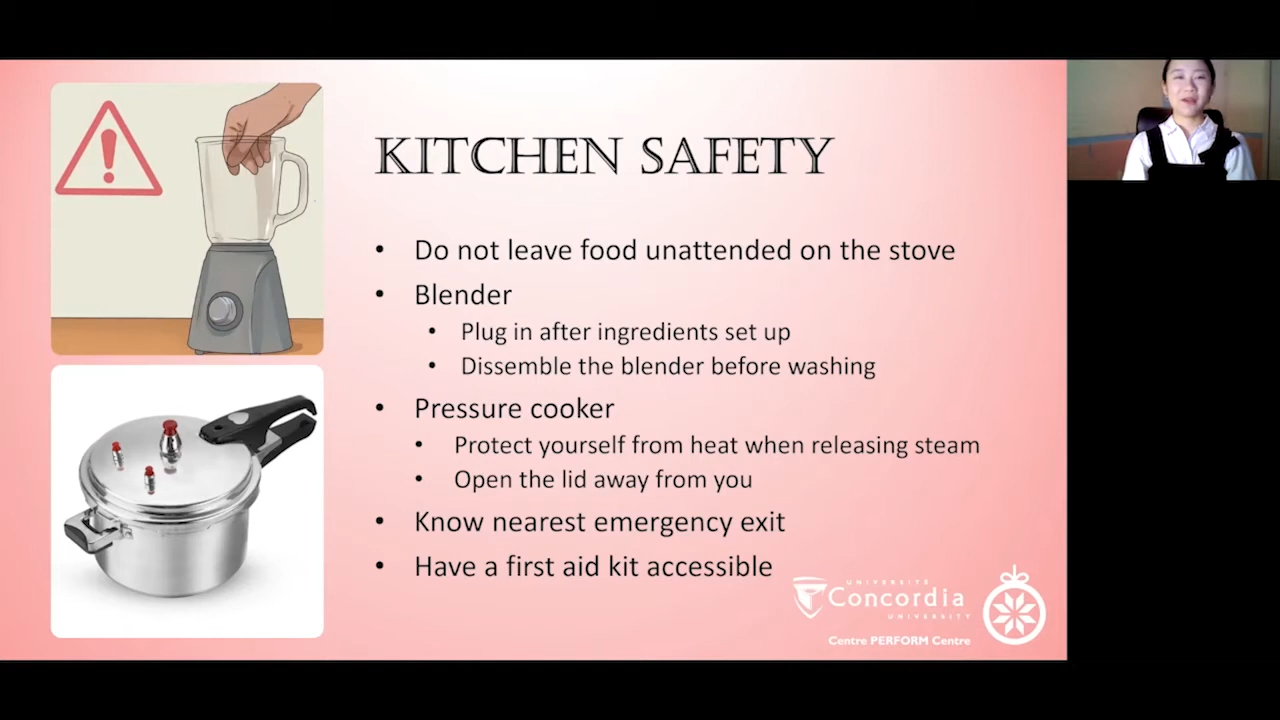 KITCHEN SAFETY
• Do not leave food unattended on the stove
• Blender
• Plug in after ingredients set up
• Dissemble the blender before washing
• Pressure cooker
• Protect yourself from heat when releasing steam
• Open the lid away from you
• Know nearest emergency exit
• Have a first aid kit accessible
UNIVERSITÉ
Concordia
UNIVERSITY
Centre PERFORM Centre